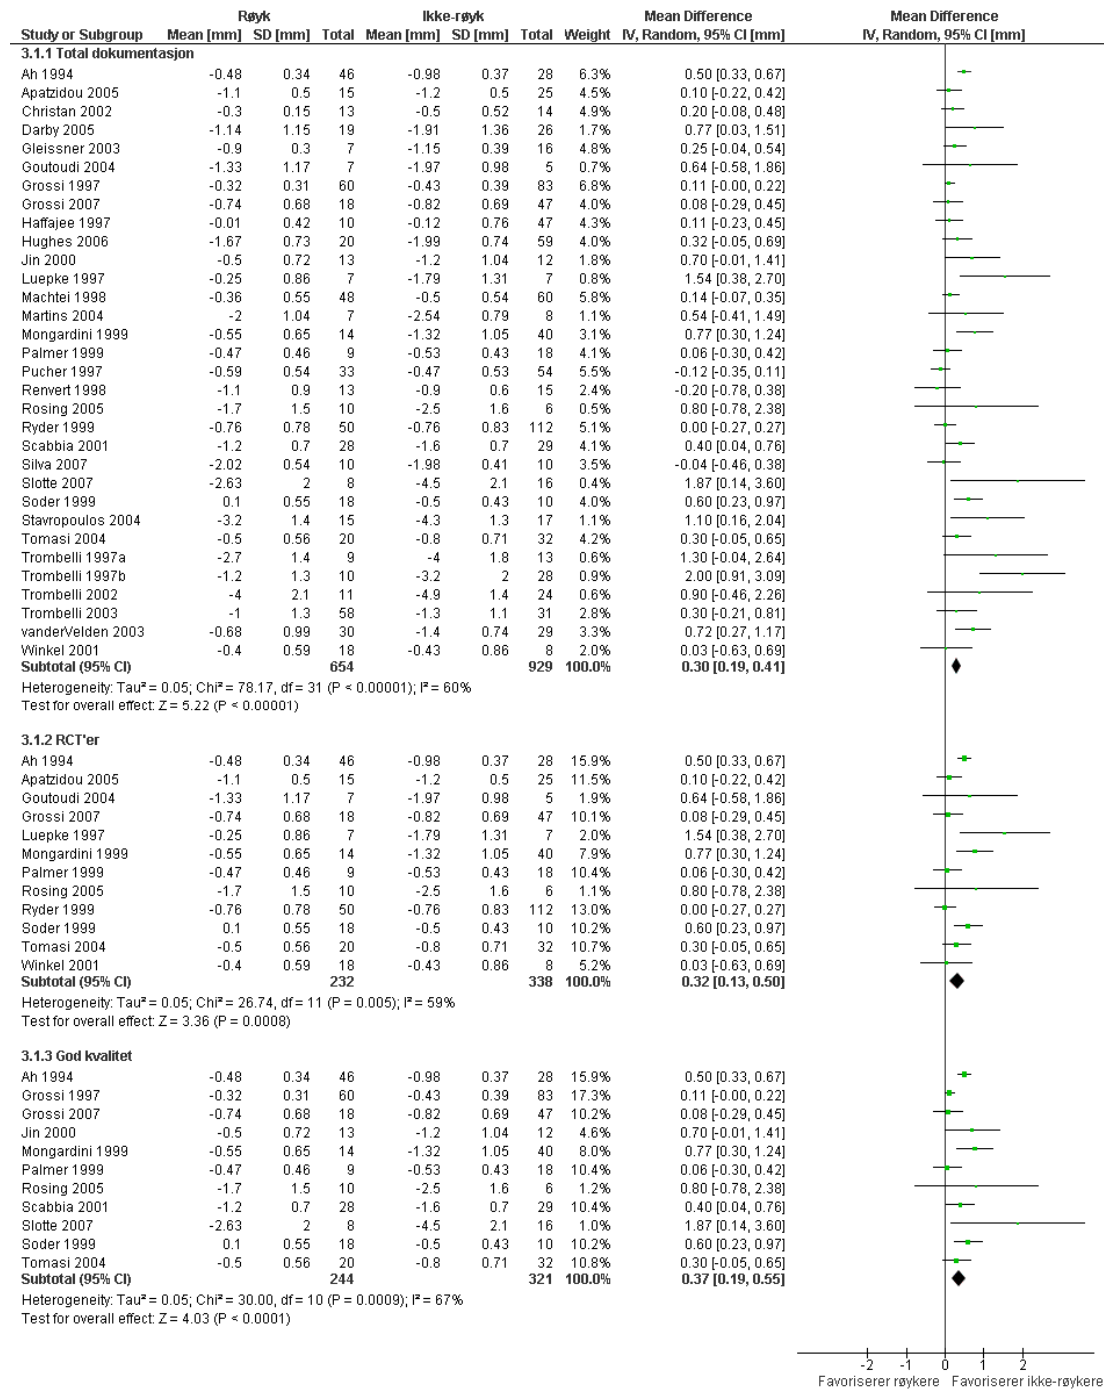 Røyk Ikke-røyk Mean Difference Mean Difference
Study or Subgroup Mean [mm] SD [mm] Total Mean [mm] SD [mm] Total Weight IV, Random, 95% CI [mm] IV, Random, 95% CI [mm]
3.1.1 Total dokumentasjon
Ah 1994 -0.48 0.34 46 -0.98 0.37 28 6.3% 0.50 [0.33, 0.67]
Apatzidou 2005 -1.1 0.5 15 -1.2 0.5 25 4.5% 0.10 [-0.22, 0.42]
Christan 2002 -0.3 0.15 13 -0.5 0.52 14 4.9% 0.20 [-0.08, 0.48]
Darby 2005 -1.14 1.15 19 -1.91 1.36 26 1.7% 0.77 [0.03, 1.51]
Gleissner 2003 -0.9 0.3 7 -1.15 0.39 16 4.8% 0.25 [-0.04, 0.54]
Goutoudi 2004 -1.33 1.17 7 -1.97 0.98 5 0.7% 0.64 [-0.58, 1.86]
Grossi 1997 -0.32 0.31 60 -0.43 0.39 83 6.8% 0.11 [-0.00, 0.22]
Grossi 2007 -0.74 0.68 18 -0.82 0.69 47 4.0% 0.08 [-0.29, 0.45]
Haffajee 1997 -0.01 0.42 10 -0.12 0.76 47 4.3% 0.11 [-0.23, 0.45]
Hughes 2006 -1.67 0.73 20 -1.99 0.74 59 4.0% 0.32 [-0.05, 0.69]
Jin 2000 -0.5 0.72 13 -1.2 1.04 12 1.8% 0.70 [-0.01, 1.41]
Luepke 1997 -0.25 0.86 7 -1.79 1.31 7 0.8% 1.54 [0.38, 2.70]
Machtei 1998 -0.36 0.55 48 -0.5 0.54 60 5.8% 0.14 [-0.07, 0.35]
Martins 2004 -2 1.04 7 -2.54 0.79 8 1.1% 0.54 [-0.41, 1.49]
Mongardini 1999 -0.55 0.65 14 -1.32 1.05 40 3.1% 0.77 [0.30, 1.24]
Palmer 1999 -0.47 0.46 9 -0.53 0.43 18 4.1% 0.06 [-0.30, 0.42]
Pucher 1997 -0.59 0.54 33 -0.47 0.53 54 5.5% -0.12 [-0.35, 0.11]
Renvert 1998 -1.1 0.9 13 -0.9 0.6 15 2.4% -0.20 [-0.78, 0.38]
Rosing 2005 -1.7 1.5 10 -2.5 1.6 6 0.5% 0.80 [-0.78, 2.38]
Ryder 1999 -0.76 0.78 50 -0.76 0.83 112 5.1% 0.00 [-0.27, 0.27]
Scabbia 2001 -1.2 0.7 28 -1.6 0.7 29 4.1% 0.40 [0.04, 0.76]
Silva 2007 -2.02 0.54 10 -1.98 0.41 10 3.5% -0.04 [-0.46, 0.38]
Slotte 2007 -2.63 2 8 -4.5 2.1 16 0.4% 1.87 [0.14, 3.60]
Soder 1999 0.1 0.55 18 -0.5 0.43 10 4.0% 0.60 [0.23, 0.97]
Stavropoulos 2004 -3.2 1.4 15 -4.3 1.3 17 1.1% 1.10 [0.16, 2.04]
Tomasi 2004 -0.5 0.56 20 -0.8 0.71 32 4.2% 0.30 [-0.05, 0.65]
Trombelli 1997a -2.7 1.4 9 -4 1.8 13 0.6% 1.30 [-0.04, 2.64]
Trombelli 1997b -1.2 1.3 10 -3.2 2 28 0.9% 2.00 [0.91, 3.09]
Trombelli 2002 -4 2.1 11 -4.9 1.4 24 0.6% 0.90 [-0.46, 2.26]
Trombelli 2003 -1 1.3 58 -1.3 1.1 31 2.8% 0.30 [-0.21, 0.81]
vanderVelden 2003 -0.68 0.99 30 -1.4 0.74 29 3.3% 0.72 [0.27, 1.17]
Winkel 2001 -0.4 0.59 18 -0.43 0.86 8 2.0% 0.03 [-0.63, 0.69]
Subtotal (95% CI) 654 929 100.0% 0.30 [0.19, 0.41]
Heterogeneity: Tau² = 0.05; Chi² = 78.17, df = 31 (P < 0.00001); I² = 60%
Test for overall effect: Z = 5.22 (P < 0.00001)
3.1.2 RCT'er
Ah 1994 -0.48 0.34 46 -0.98 0.37 28 15.9% 0.50 [0.33, 0.67]
Apatzidou 2005 -1.1 0.5 15 -1.2 0.5 25 11.5% 0.10 [-0.22, 0.42]
Goutoudi 2004 -1.33 1.17 7 -1.97 0.98 5 1.9% 0.64 [-0.58, 1.86]
Grossi 2007 -0.74 0.68 18 -0.82 0.69 47 10.1% 0.08 [-0.29, 0.45]
Luepke 1997 -0.25 0.86 7 -1.79 1.31 7 2.0% 1.54 [0.38, 2.70]
Mongardini 1999 -0.55 0.65 14 -1.32 1.05 40 7.9% 0.77 [0.30, 1.24]
Palmer 1999 -0.47 0.46 9 -0.53 0.43 18 10.4% 0.06 [-0.30, 0.42]
Rosing 2005 -1.7 1.5 10 -2.5 1.6 6 1.1% 0.80 [-0.78, 2.38]
Ryder 1999 -0.76 0.78 50 -0.76 0.83 112 13.0% 0.00 [-0.27, 0.27]
Soder 1999 0.1 0.55 18 -0.5 0.43 10 10.2% 0.60 [0.23, 0.97]
Tomasi 2004 -0.5 0.56 20 -0.8 0.71 32 10.7% 0.30 [-0.05, 0.65]
Winkel 2001 -0.4 0.59 18 -0.43 0.86 8 5.2% 0.03 [-0.63, 0.69]
Subtotal (95% CI) 232 338 100.0% 0.32 [0.13, 0.50]
Heterogeneity: Tau² = 0.05; Chi² = 26.74, df = 11 (P = 0.005); I² = 59%
Test for overall effect: Z = 3.36 (P = 0.0008)
3.1.3 God kvalitet
Ah 1994 -0.48 0.34 46 -0.98 0.37 28 15.9% 0.50 [0.33, 0.67]
Grossi 1997 -0.32 0.31 60 -0.43 0.39 83 17.3% 0.11 [-0.00, 0.22]
Grossi 2007 -0.74 0.68 18 -0.82 0.69 47 10.2% 0.08 [-0.29, 0.45]
Jin 2000 -0.5 0.72 13 -1.2 1.04 12 4.6% 0.70 [-0.01, 1.41]
Mongardini 1999 -0.55 0.65 14 -1.32 1.05 40 8.0% 0.77 [0.30, 1.24]
Palmer 1999 -0.47 0.46 9 -0.53 0.43 18 10.4% 0.06 [-0.30, 0.42]
Rosing 2005 -1.7 1.5 10 -2.5 1.6 6 1.2% 0.80 [-0.78, 2.38]
Scabbia 2001 -1.2 0.7 28 -1.6 0.7 29 10.4% 0.40 [0.04, 0.76]
Slotte 2007 -2.63 2 8 -4.5 2.1 16 1.0% 1.87 [0.14, 3.60]
Soder 1999 0.1 0.55 18 -0.5 0.43 10 10.2% 0.60 [0.23, 0.97]
Tomasi 2004 -0.5 0.56 20 -0.8 0.71 32 10.8% 0.30 [-0.05, 0.65]
Subtotal (95% CI) 244 321 100.0% 0.37 [0.19, 0.55]
Heterogeneity: Tau² = 0.05; Chi² = 30.00, df = 10 (P = 0.0009); I² = 67%
Test for overall effect: Z = 4.03 (P < 0.0001)
-2 -1 0 1 2
Favoriserer røykere Favoriserer ikke-røykere